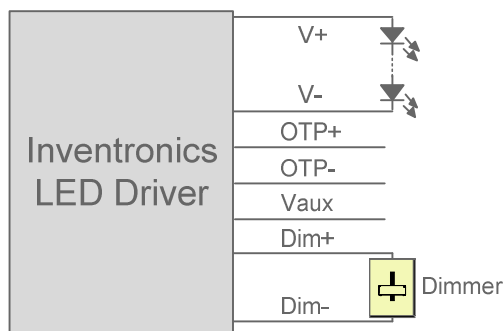 Inventronics
LED Driver
V+
V-
OTP+
OTP-
Vaux
Dim+
Dimmer
Dim-